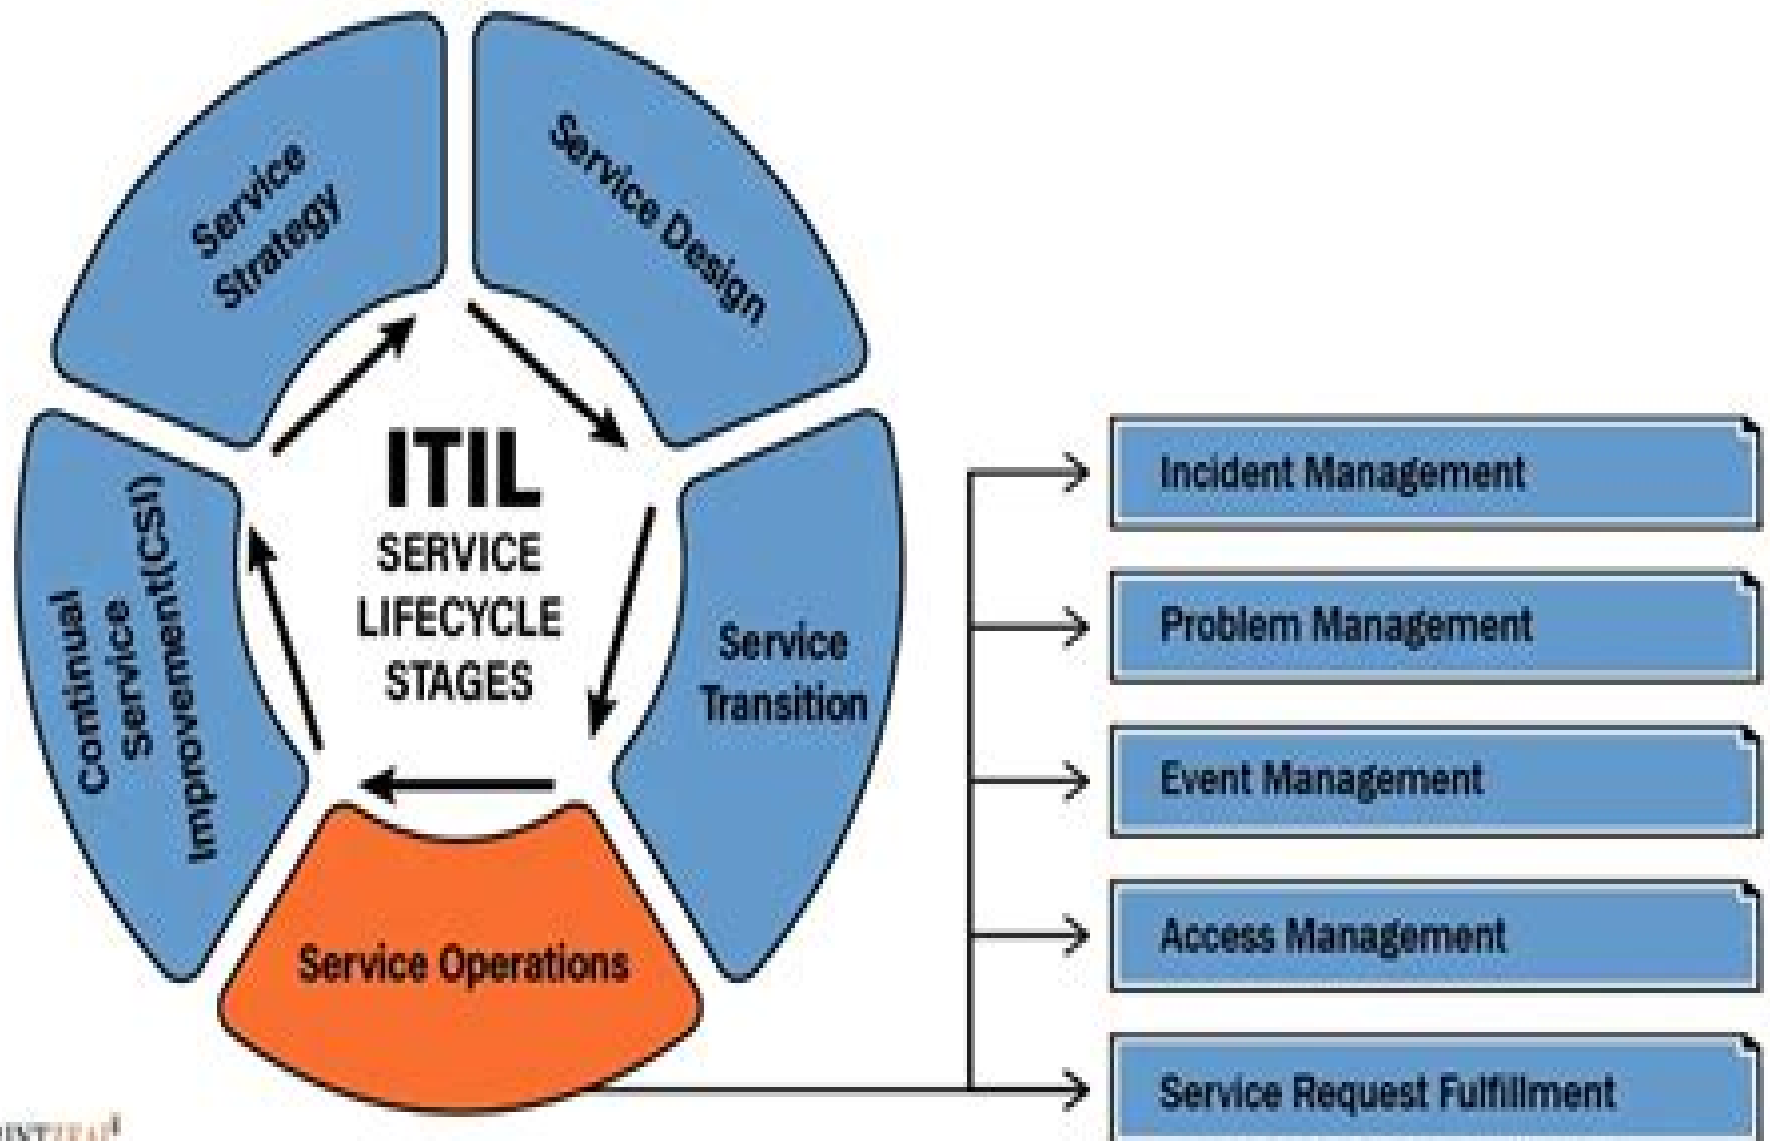 Service
Strategy
Service Design
ITIL
SERVICE
LIFECYCLE
STAGES
Continual
Service
Improvement(CSI)
Service
Transition
Service Operations
Incident Management
Problem Management
Event Management
Access Management
Service Request Fulfillment